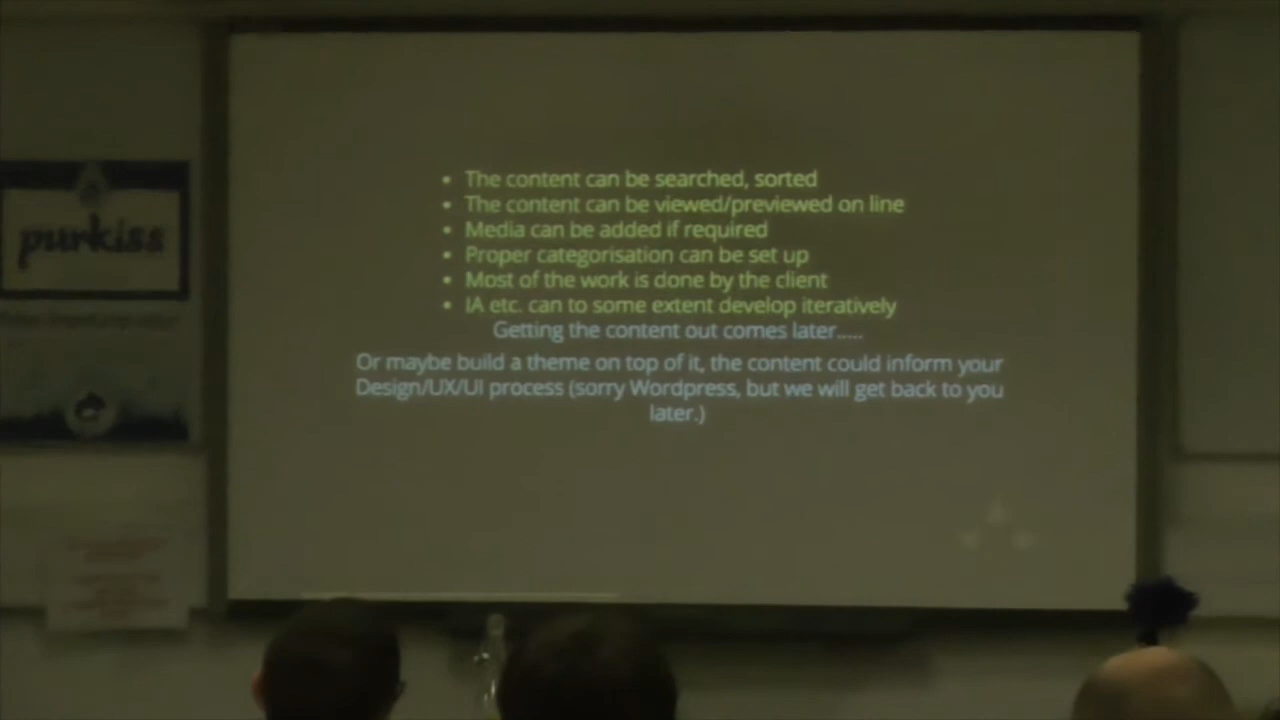 • The content can be searched, sorted
• The content can be viewed/previewed on line
• Media can be added if required
• Proper categorisation can be set up
• Most of the work is done by the client
• IA etc. can to some extent develop iteratively
Getting the content out comes later.....
Or maybe build a theme on top of it, the content could inform your
Design/UX/UI process (sorry Wordpress, but we will get back to you
later.)
purkiss